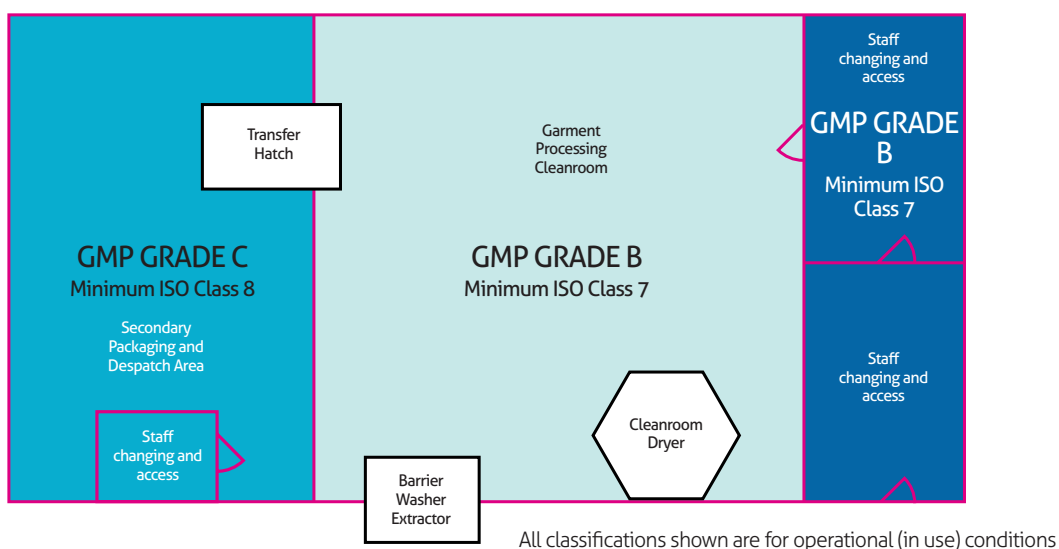 Transfer
Hatch
GMP GRADE C
Minimum ISO Class 8
Secondary
Packaging and
Despatch Area
Staff
changing and
access
Garment
Processing
Cleanroom
GMP GRADE B
Minimum ISO Class 7
Cleanroom
Dryer
Barrier
Washer
Extractor
Staff
changing and
access
GMP GRADE
B
Minimum ISO
Class 7
Staff
changing and
access
All classifications shown are for operational (in use) conditions